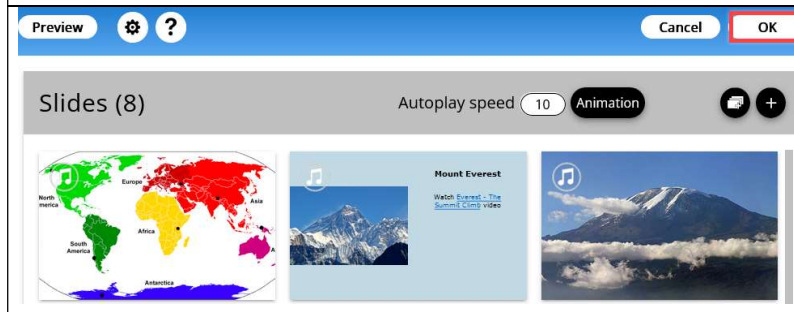 Preview ? Cancel OK
Slides (8) Autoplay speed 10 Animation +
Europe
North
merica
Asia
Africa
South
America
A
Antarctica
Mount Everest
Watch Everest - The
Summit Climb video